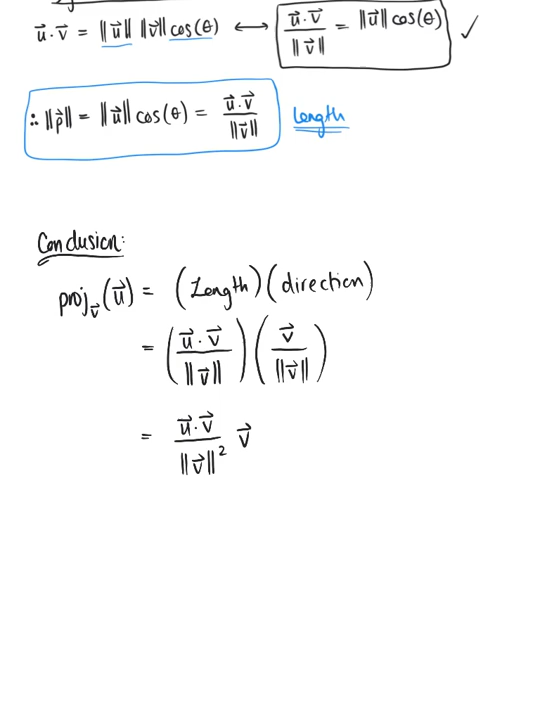 u⃗·v⃗ = ||u⃗|| ||v⃗|| cos(θ) ⟷ u⃗·v⃗ / ||v⃗|| = ||u⃗|| cos(θ) ✓
∴ ||p⃗|| = ||u⃗|| cos(θ) = u⃗·v⃗ / ||v⃗|| Length
Conclusion:
proj_v⃗(u⃗) = (Length)(direction)
= (u⃗·v⃗ / ||v⃗||)(v⃗ / ||v⃗||)
= u⃗·v⃗ / ||v⃗||² v⃗